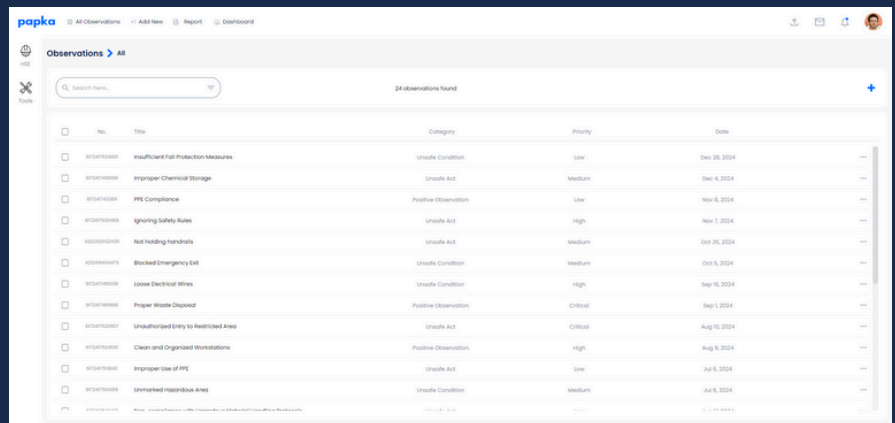 papka All Observations Add New Report Dashboard
HSE
Tools
Observations All
Search here...
24 observations found
No. Title Category Priority Date
Insufficient Fall Protection Measures Unsafe Condition Low Dec 28, 2024
Improper Chemical Storage Unsafe Act Medium Dec 4, 2024
PPE Compliance Positive Observation Low Nov 8, 2024
Ignoring Safety Rules Unsafe Act High Nov 7, 2024
Not holding handrails Unsafe Act Medium Oct 26, 2024
Blocked Emergency Exit Unsafe Condition Medium Oct 5, 2024
Loose Electrical Wires Unsafe Condition High Sep 16, 2024
Proper Waste Disposal Positive Observation Critical Sep 1, 2024
Unauthorized Entry to Restricted Area Unsafe Act Critical Aug 10, 2024
Clean and Organized Workstations Positive Observation High Aug 9, 2024
Improper Use of PPE Unsafe Act Low Jul 8, 2024
Unmarked Hazardous Area Unsafe Condition Medium Jul 8, 2024